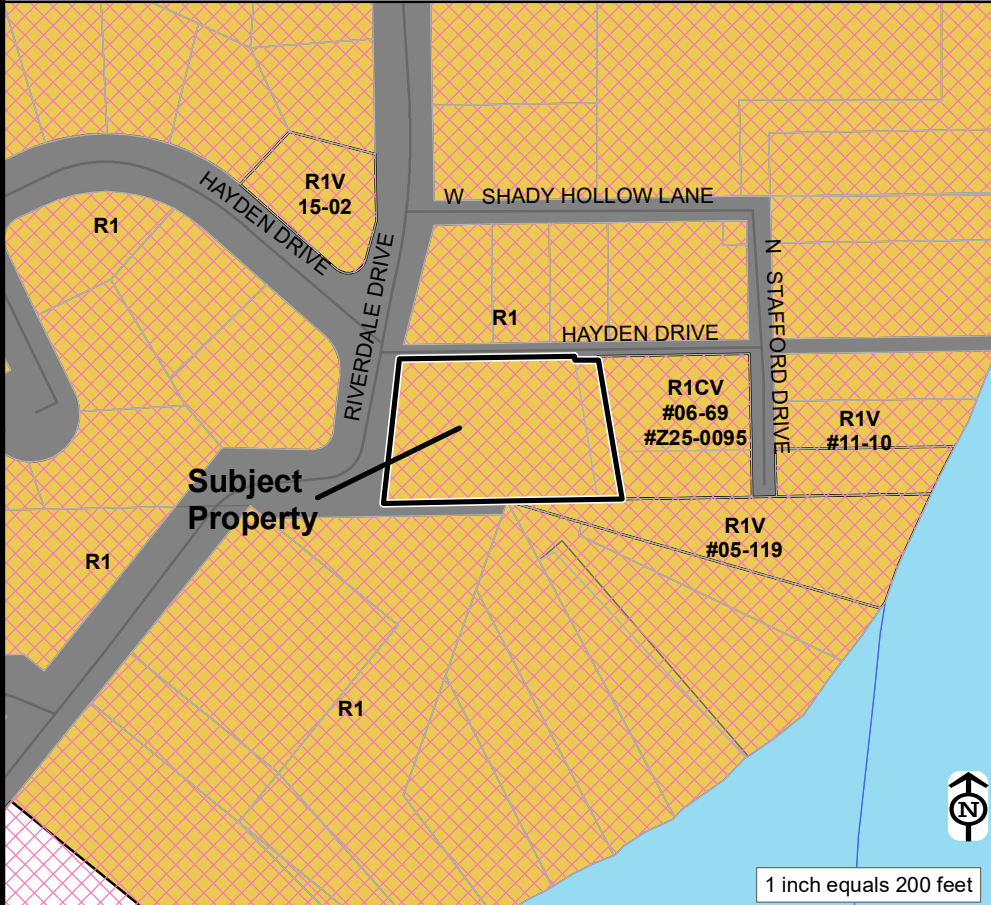 R1V
15-02
HAYDEN DRIVE
W SHADY HOLLOW LANE
R1
RIVERDALE DRIVE
N STAFFORD DRIVE
R1
HAYDEN DRIVE
R1CV
#06-69
#Z25-0095
R1V
#11-10
Subject
Property
R1V
#05-119
R1
R1
N
1 inch equals 200 feet